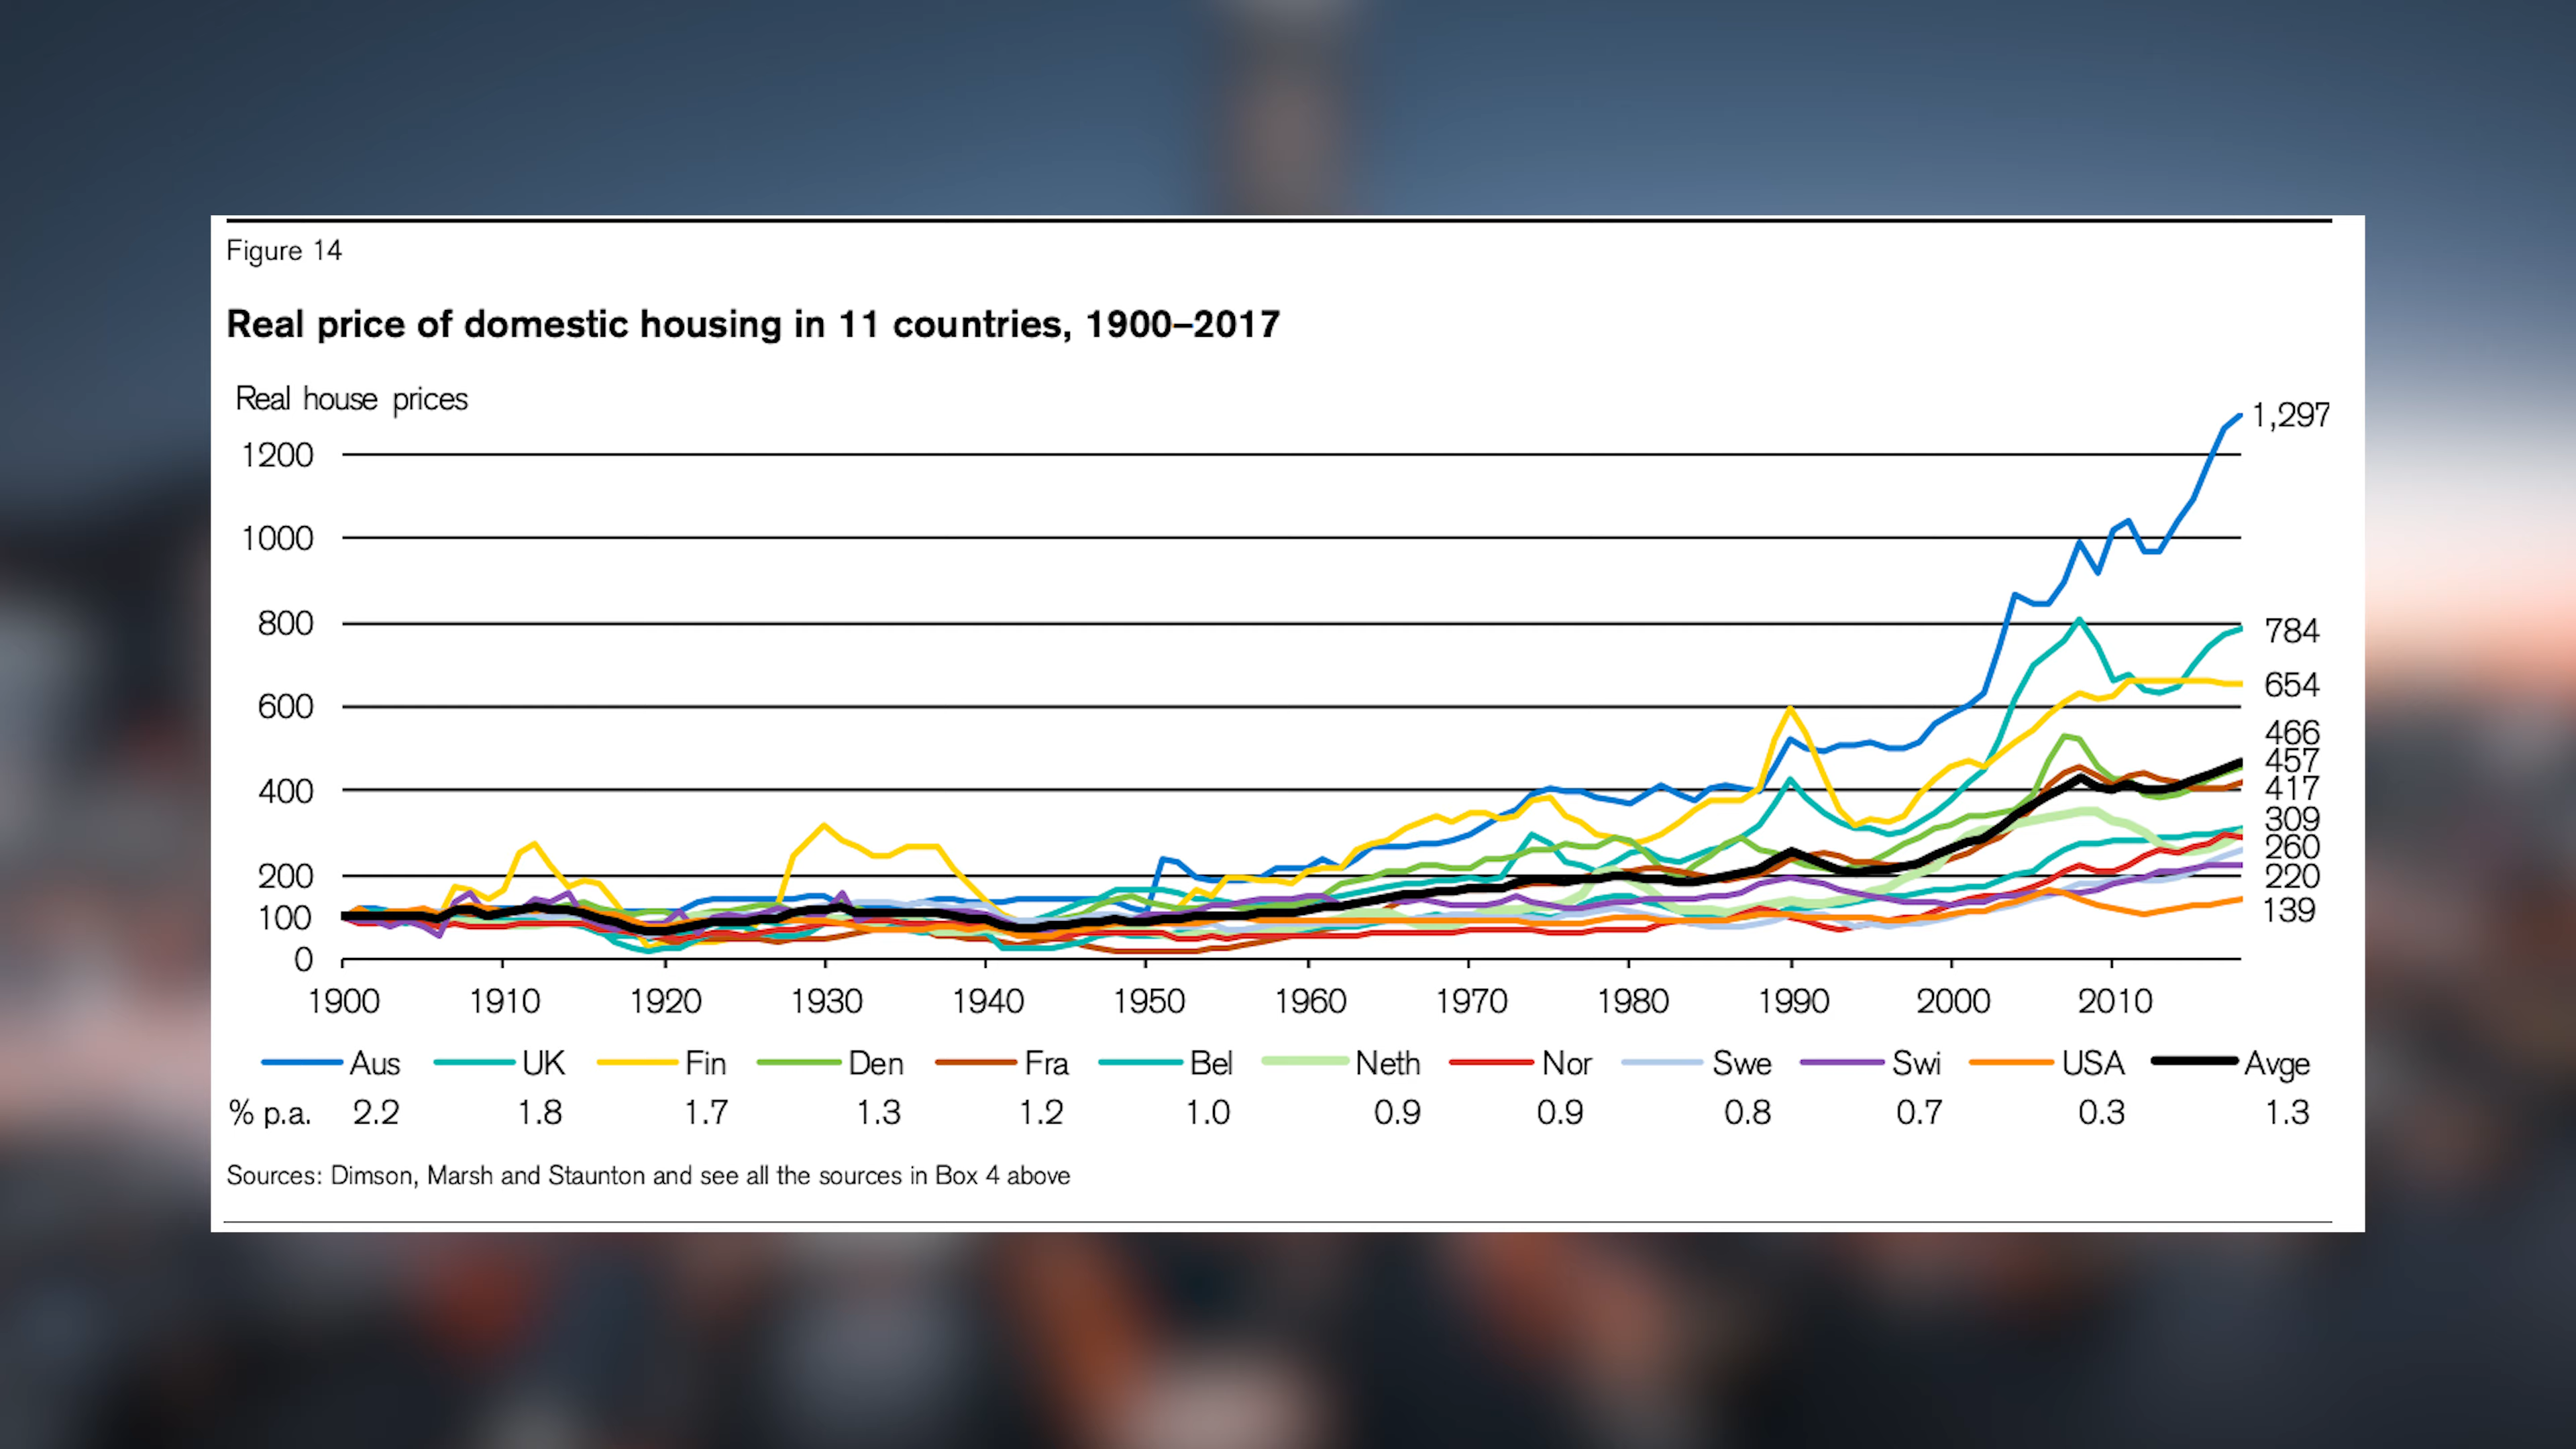 Figure 14
Real price of domestic housing in 11 countries, 1900–2017
Real house prices
1,297
1200
1000
800
784
654
600
466
457
400
417
309
260
200
220
100
139
0
1900 1910 1920 1930 1940 1950 1960 1970 1980 1990 2000 2010
Aus UK Fin Den Fra Bel Neth Nor Swe Swi USA Avge
% p.a. 2.2 1.8 1.7 1.3 1.2 1.0 0.9 0.9 0.8 0.7 0.3 1.3
Sources: Dimson, Marsh and Staunton and see all the sources in Box 4 above